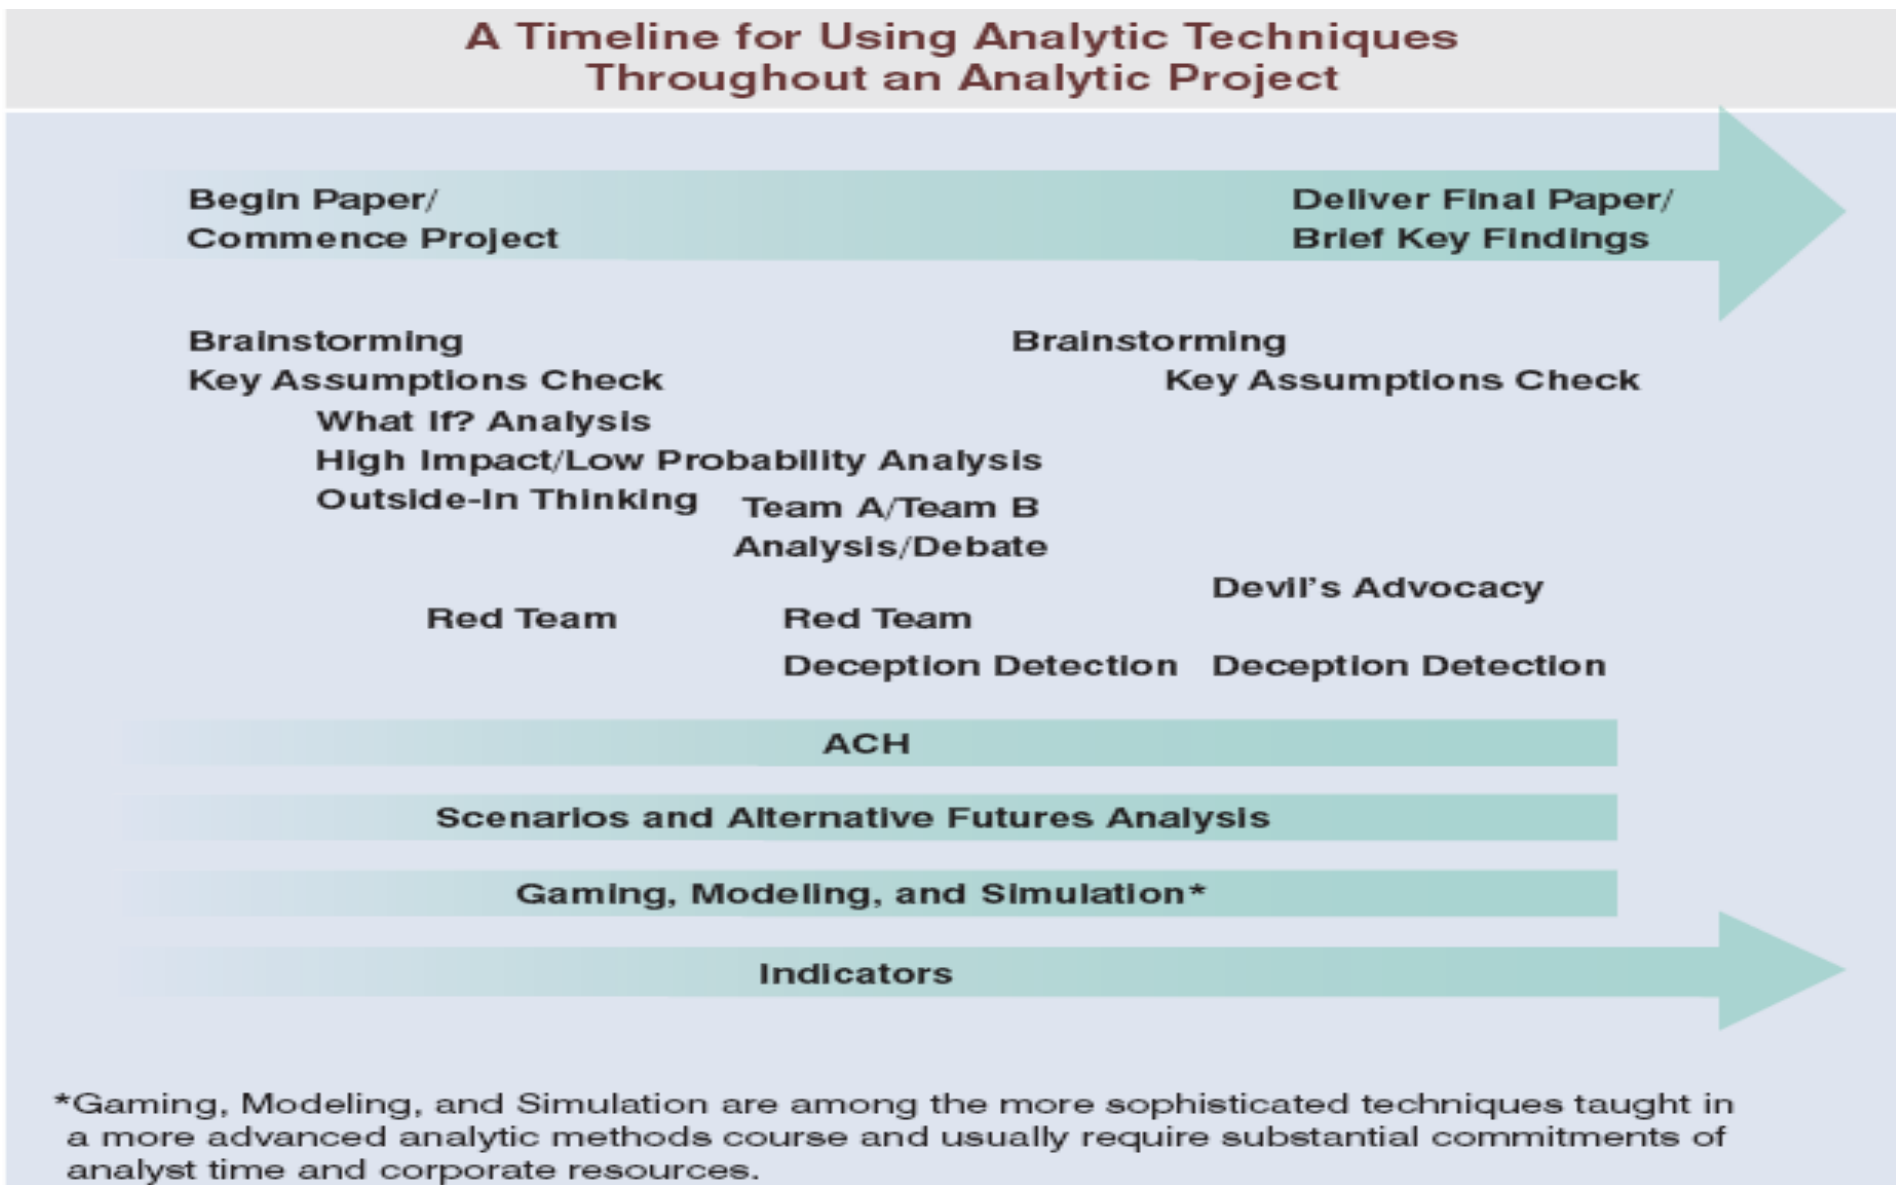 A Timeline for Using Analytic Techniques
Throughout an Analytic Project
Begin Paper/
Commence Project
Deliver Final Paper/
Brief Key Findings
Brainstorming
Brainstorming
Key Assumptions Check
Key Assumptions Check
What If? Analysis
High Impact/Low Probability Analysis
Outside-In Thinking
Team A/Team B
Analysis/Debate
Devil's Advocacy
Red Team
Red Team
Deception Detection
Deception Detection
ACH
Scenarios and Alternative Futures Analysis
Gaming, Modeling, and Simulation*
Indicators
*Gaming, Modeling, and Simulation are among the more sophisticated techniques taught in
a more advanced analytic methods course and usually require substantial commitments of
analyst time and corporate resources.